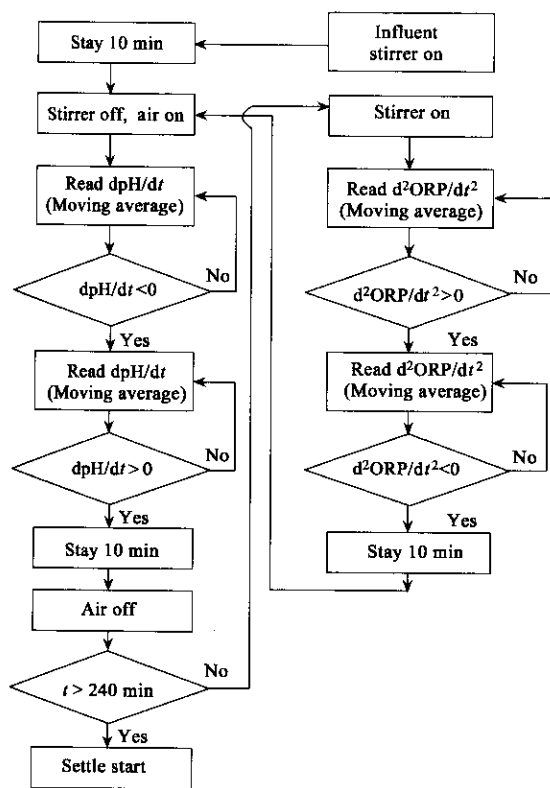 Influent
stirrer on
Stay 10 min
Stirrer off, air on
Read dpH/dt
(Moving average)
No
dpH/dt<0
Yes
Read dpH/dt
(Moving average)
No
dpH/dt>0
Yes
Stay 10 min
Air off
No
t > 240 min
Yes
Settle start
Stirrer on
Read d²ORP/dt²
(Moving average)
No
d²ORP/dt²>0
Yes
Read d²ORP/dt²
(Moving average)
No
d²ORP/dt²<0
Yes
Stay 10 min